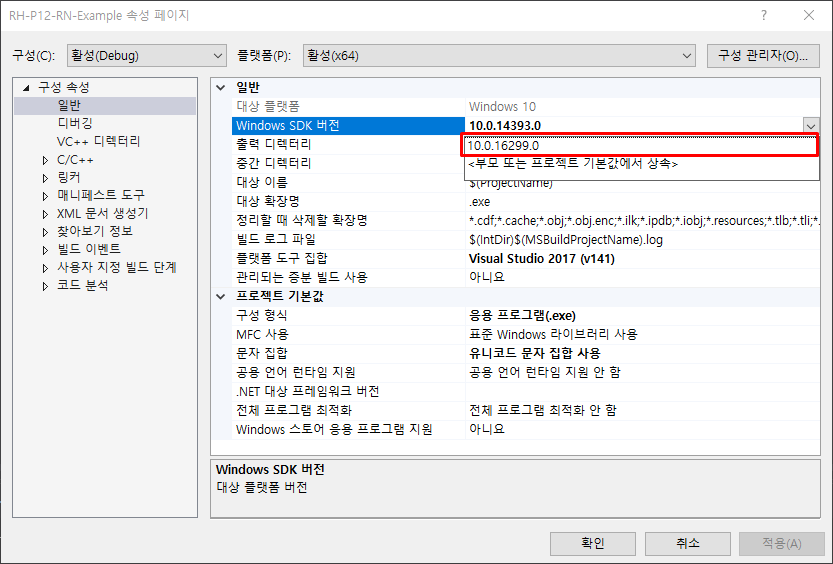 RH-P12-RN-Example 속성 페이지
구성(C): 활성(Debug) 플랫폼(P): 활성(x64) 구성 관리자(O)...
구성 속성
일반
디버깅
VC++ 디렉터리
C/C++
링커
매니페스트 도구
XML 문서 생성기
찾아보기 정보
빌드 이벤트
사용자 지정 빌드 단계
코드 분석
일반
대상 플랫폼 Windows 10
Windows SDK 버전 10.0.14393.0
출력 디렉터리 10.0.16299.0
중간 디렉터리 <부모 또는 프로젝트 기본값에서 상속>
대상 이름 $(ProjectName)
대상 확장명 .exe
정리할 때 삭제할 확장명 *.cdf;*.cache;*.obj;*.obj.enc;*.ilk;*.ipdb;*.iobj;*.resources;*.tlb;*.tli;*.
빌드 로그 파일 $(IntDir)$(MSBuildProjectName).log
플랫폼 도구 집합 Visual Studio 2017 (v141)
관리되는 증분 빌드 사용 아니요
프로젝트 기본값
구성 형식 응용 프로그램(.exe)
MFC 사용 표준 Windows 라이브러리 사용
문자 집합 유니코드 문자 집합 사용
공용 언어 런타임 지원 공용 언어 런타임 지원 안 함
.NET 대상 프레임워크 버전
전체 프로그램 최적화 전체 프로그램 최적화 안 함
Windows 스토어 응용 프로그램 지원 아니요
Windows SDK 버전
대상 플랫폼 버전
확인 취소 적용(A)